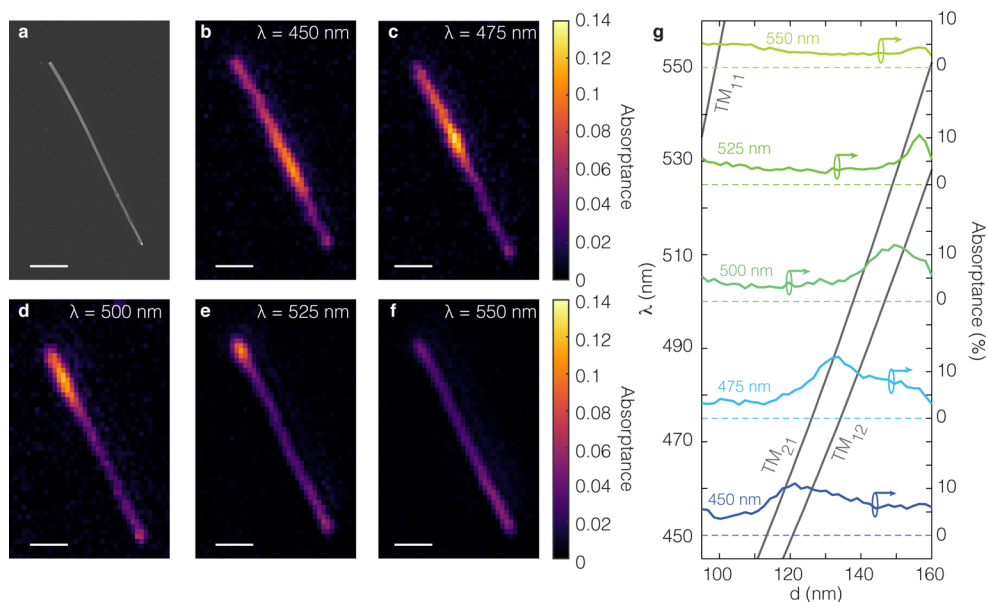 a
b
λ = 450 nm
c
λ = 475 nm
0.14
0.12
0.1
0.08
0.06
0.04
0.02
0
Absorptance
d
λ = 500 nm
e
λ = 525 nm
f
λ = 550 nm
0.14
0.12
0.1
0.08
0.06
0.04
0.02
0
Absorptance
g
550 nm
525 nm
500 nm
475 nm
450 nm
TM11
TM21
TM12
550
530
510
490
470
450
λ (nm)
100
120
140
160
d (nm)
10
0
10
0
10
0
10
0
10
0
Absorptance (%)